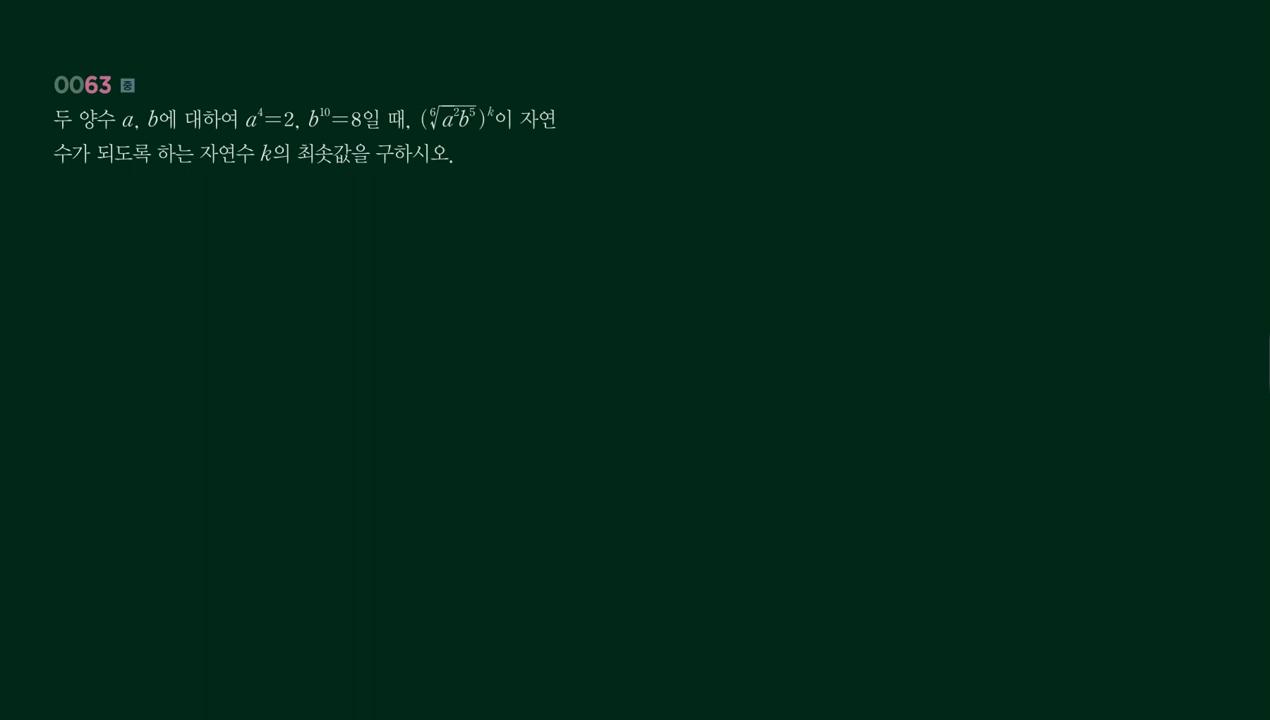 0063 중
두 양수 a, b에 대하여 a⁴=2, b¹⁰=8일 때, (⁶√a²b⁵)ᵏ이 자연
수가 되도록 하는 자연수 k의 최솟값을 구하시오.